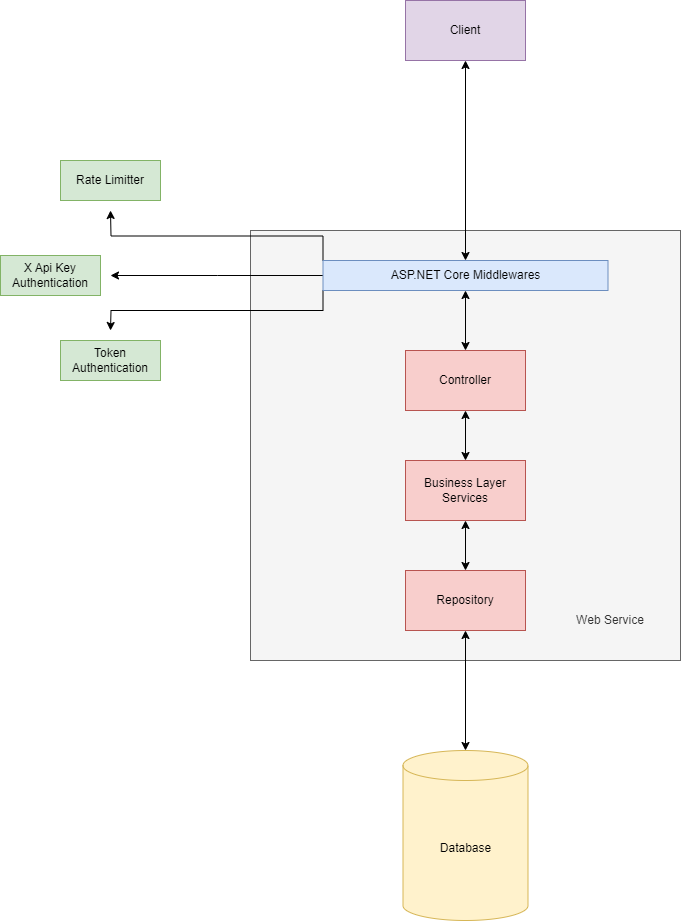 Client
Rate Limitter
X Api Key
Authentication
ASP.NET Core Middlewares
Token
Authentication
Controller
Business Layer
Services
Repository
Web Service
Database